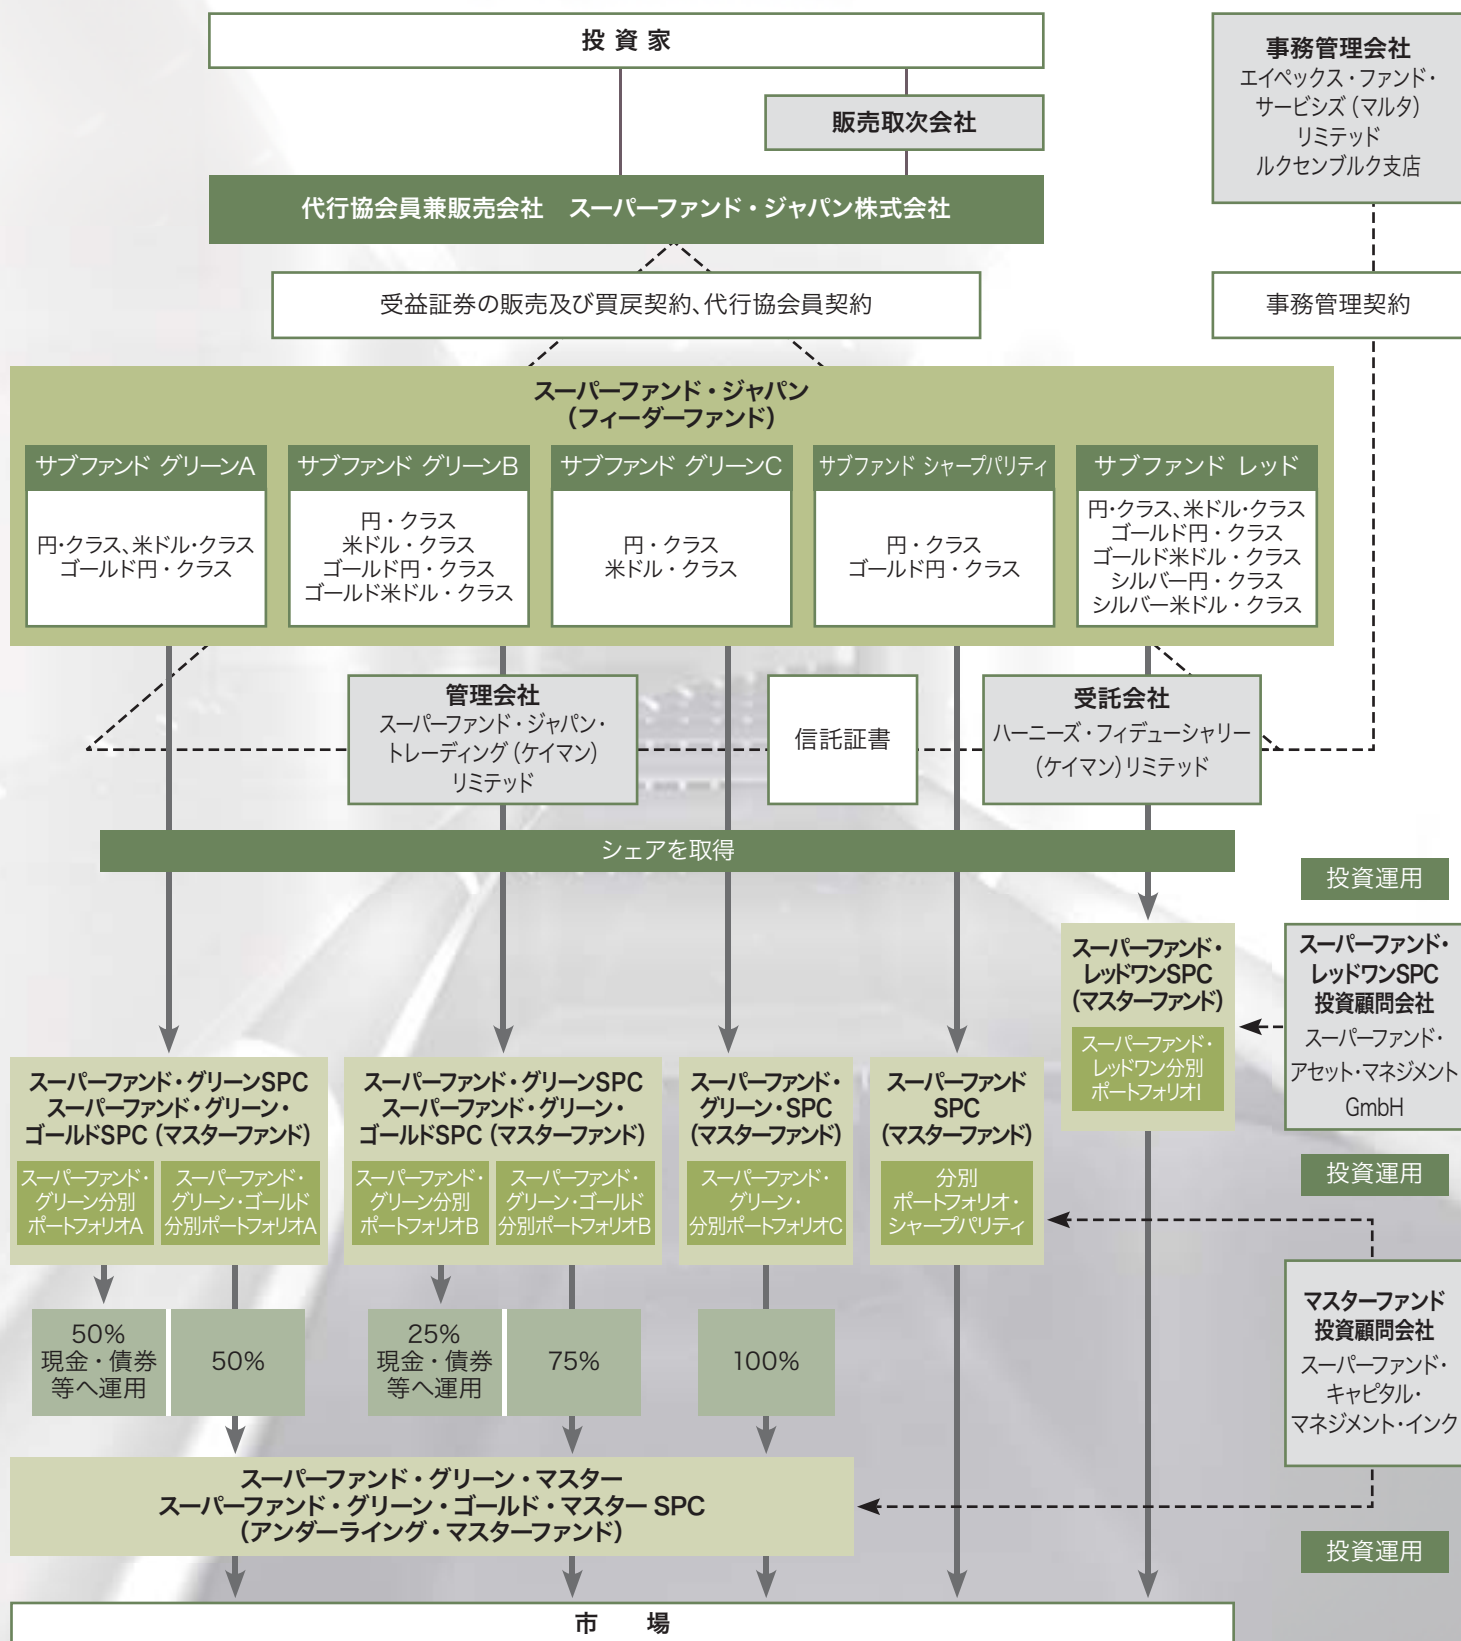 投資家
事務管理会社
エイペックス・ファンド・
サービシズ（マルタ）
リミテッド
ルクセンブルク支店
販売取次会社
代行協会員兼販売会社　スーパーファンド・ジャパン株式会社
受益証券の販売及び買戻契約、代行協会員契約
事務管理契約
スーパーファンド・ジャパン
（フィーダーファンド）
サブファンド グリーンA
円・クラス、米ドル・クラス
ゴールド円・クラス
サブファンド グリーンB
円・クラス
米ドル・クラス
ゴールド円・クラス
ゴールド米ドル・クラス
サブファンド グリーンC
円・クラス
米ドル・クラス
サブファンド シャープパリティ
円・クラス
ゴールド円・クラス
サブファンド レッド
円・クラス、米ドル・クラス
ゴールド円・クラス
ゴールド米ドル・クラス
シルバー円・クラス
シルバー米ドル・クラス
管理会社
スーパーファンド・ジャパン・
トレーディング（ケイマン）
リミテッド
信託証書
受託会社
ハーニーズ・フィデューシャリー
（ケイマン）リミテッド
シェアを取得
投資運用
スーパーファンド・
レッドワンSPC
（マスターファンド）
スーパーファンド・
レッドワン分別
ポートフォリオI
スーパーファンド・
レッドワンSPC
投資顧問会社
スーパーファンド・
アセット・マネジメント
GmbH
スーパーファンド・グリーンSPC
スーパーファンド・グリーン・
ゴールドSPC（マスターファンド）
スーパーファンド・
グリーン分別
ポートフォリオA
スーパーファンド・
グリーン・ゴールド
分別ポートフォリオA
スーパーファンド・グリーンSPC
スーパーファンド・グリーン・
ゴールドSPC（マスターファンド）
スーパーファンド・
グリーン分別
ポートフォリオB
スーパーファンド・
グリーン・ゴールド
分別ポートフォリオB
スーパーファンド・
グリーン・SPC
（マスターファンド）
スーパーファンド・
グリーン・
分別ポートフォリオC
スーパーファンド
SPC
（マスターファンド）
分別
ポートフォリオ・
シャープパリティ
投資運用
マスターファンド
投資顧問会社
スーパーファンド・
キャピタル・
マネジメント・インク
50%
現金・債券
等へ運用
50%
25%
現金・債券
等へ運用
75%
100%
スーパーファンド・グリーン・マスター
スーパーファンド・グリーン・ゴールド・マスター SPC
（アンダーライング・マスターファンド）
投資運用
市　場